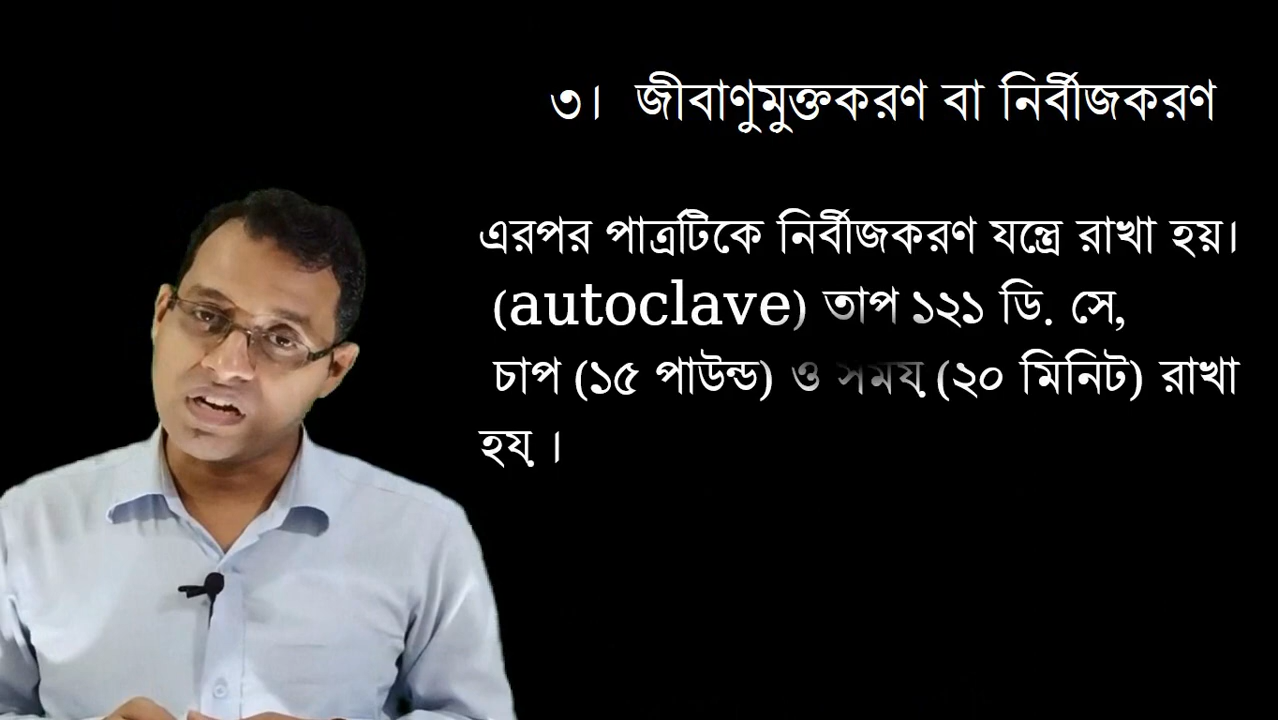 ৩। জীবাণুমুক্তকরণ বা নির্বীজকরণ
এরপর পাত্রটিকে নির্বীজকরণ যন্ত্রে রাখা হয়।
(autoclave) তাপ ১২১ ডি. সে,
চাপ (১৫ পাউন্ড) ও সময় (২০ মিনিট) রাখা
হয় ।